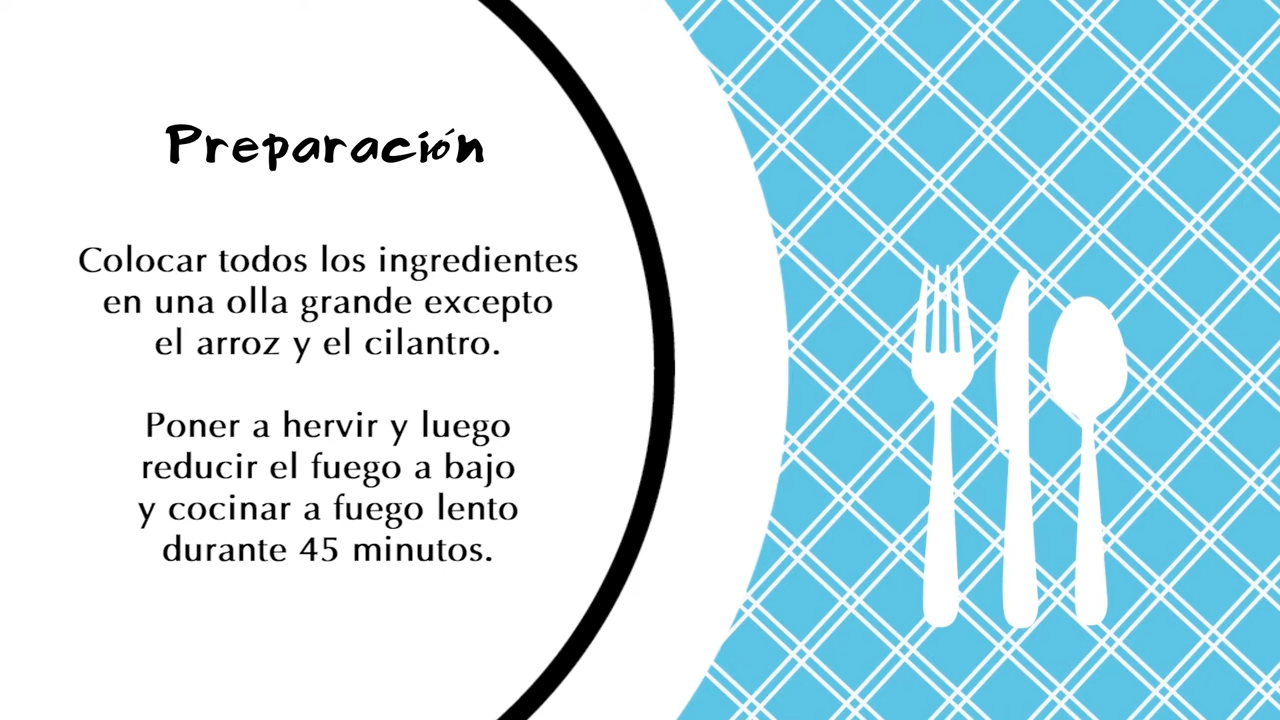 Preparación
Colocar todos los ingredientes
en una olla grande excepto
el arroz y el cilantro.
Poner a hervir y luego
reducir el fuego a bajo
y cocinar a fuego lento
durante 45 minutos.